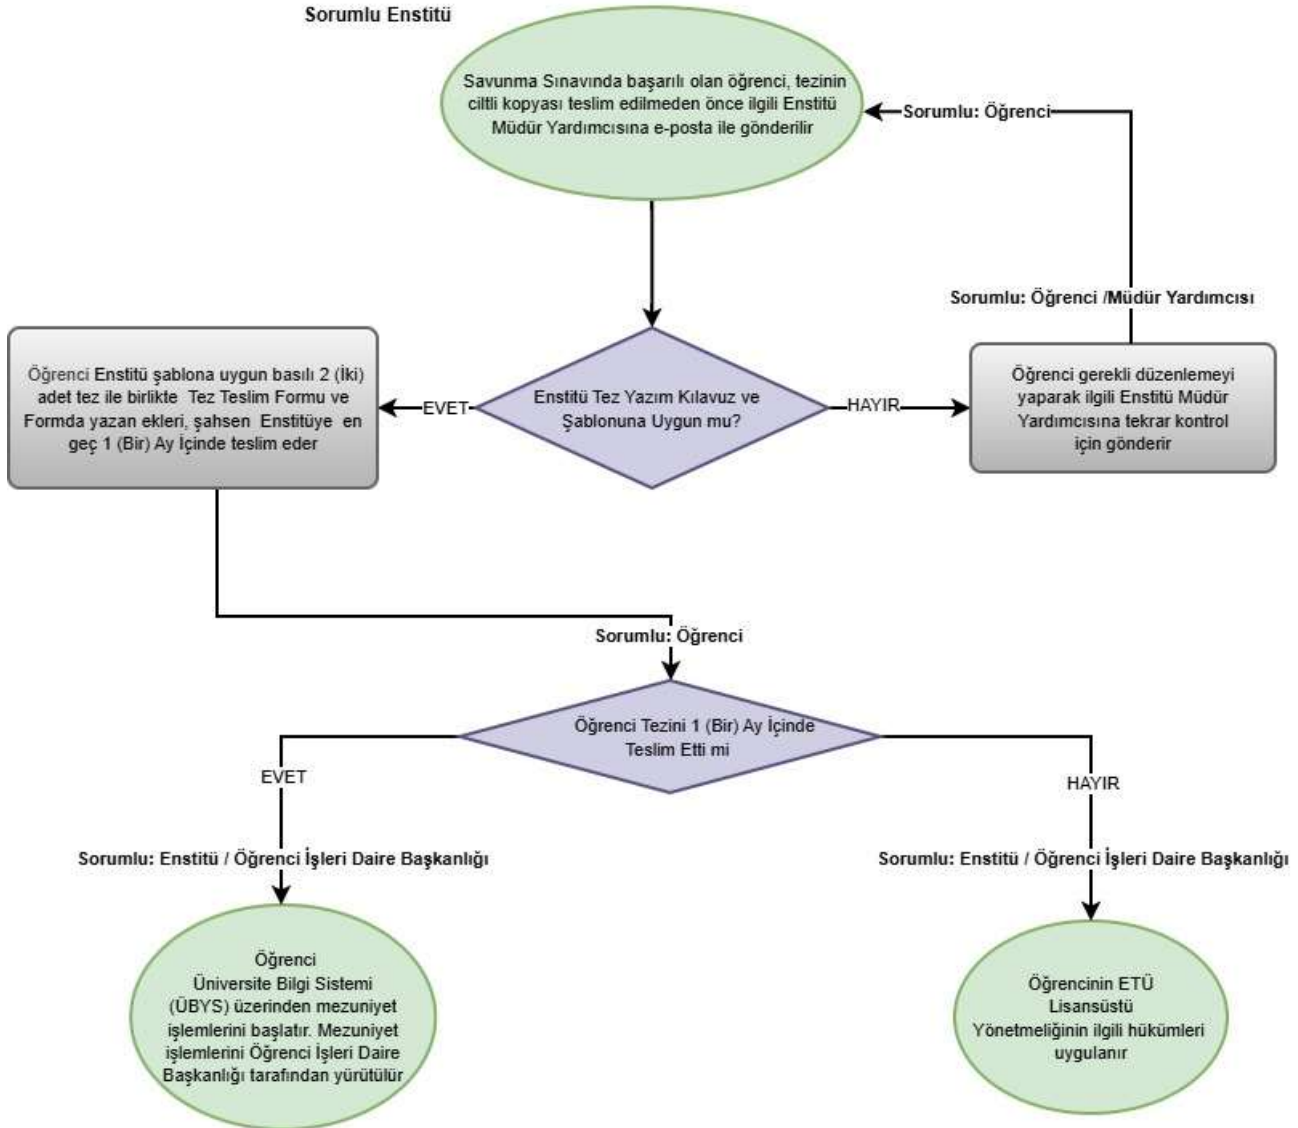 Sorumlu Enstitü
Savunma Sınavında başarılı olan öğrenci, tezinin
ciltli kopyası teslim edilmeden önce ilgili Enstitü
Müdür Yardımcısına e-posta ile gönderilir
Sorumlu: Öğrenci
Sorumlu: Öğrenci /Müdür Yardımcısı
Öğrenci Enstitü şablona uygun basılı 2 (İki)
adet tez ile birlikte Tez Teslim Formu ve
Formda yazan ekleri, şahsen Enstitüye en
geç 1 (Bir) Ay İçinde teslim eder
EVET
Enstitü Tez Yazım Kılavuz ve
Şablonuna Uygun mu?
HAYIR
Öğrenci gerekli düzenlemeyi
yaparak ilgili Enstitü Müdür
Yardımcısına tekrar kontrol
için gönderir
Sorumlu: Öğrenci
Öğrenci Tezini 1 (Bir) Ay İçinde
Teslim Etti mi
EVET
HAYIR
Sorumlu: Enstitü / Öğrenci İşleri Daire Başkanlığı
Sorumlu: Enstitü / Öğrenci İşleri Daire Başkanlığı
Öğrenci
Üniversite Bilgi Sistemi
(ÜBYS) üzerinden mezuniyet
işlemlerini başlatır. Mezuniyet
işlemlerini Öğrenci İşleri Daire
Başkanlığı tarafından yürütülür
Öğrencinin ETÜ
Lisansüstü
Yönetmeliğinin ilgili hükümleri
uygulanır